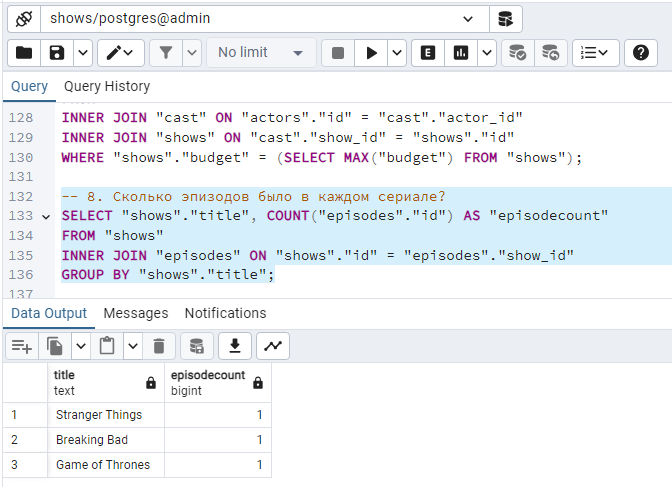 shows/postgres@admin
No limit
Query Query History
128 INNER JOIN "cast" ON "actors"."id" = "cast"."actor_id"
129 INNER JOIN "shows" ON "cast"."show_id" = "shows"."id"
130 WHERE "shows"."budget" = (SELECT MAX("budget") FROM "shows");
131
132 -- 8. Сколько эпизодов было в каждом сериале?
133 SELECT "shows"."title", COUNT("episodes"."id") AS "episodecount"
134 FROM "shows"
135 INNER JOIN "episodes" ON "shows"."id" = "episodes"."show_id"
136 GROUP BY "shows"."title";
137
Data Output Messages Notifications
title episodecount
text bigint
1 Stranger Things 1
2 Breaking Bad 1
3 Game of Thrones 1